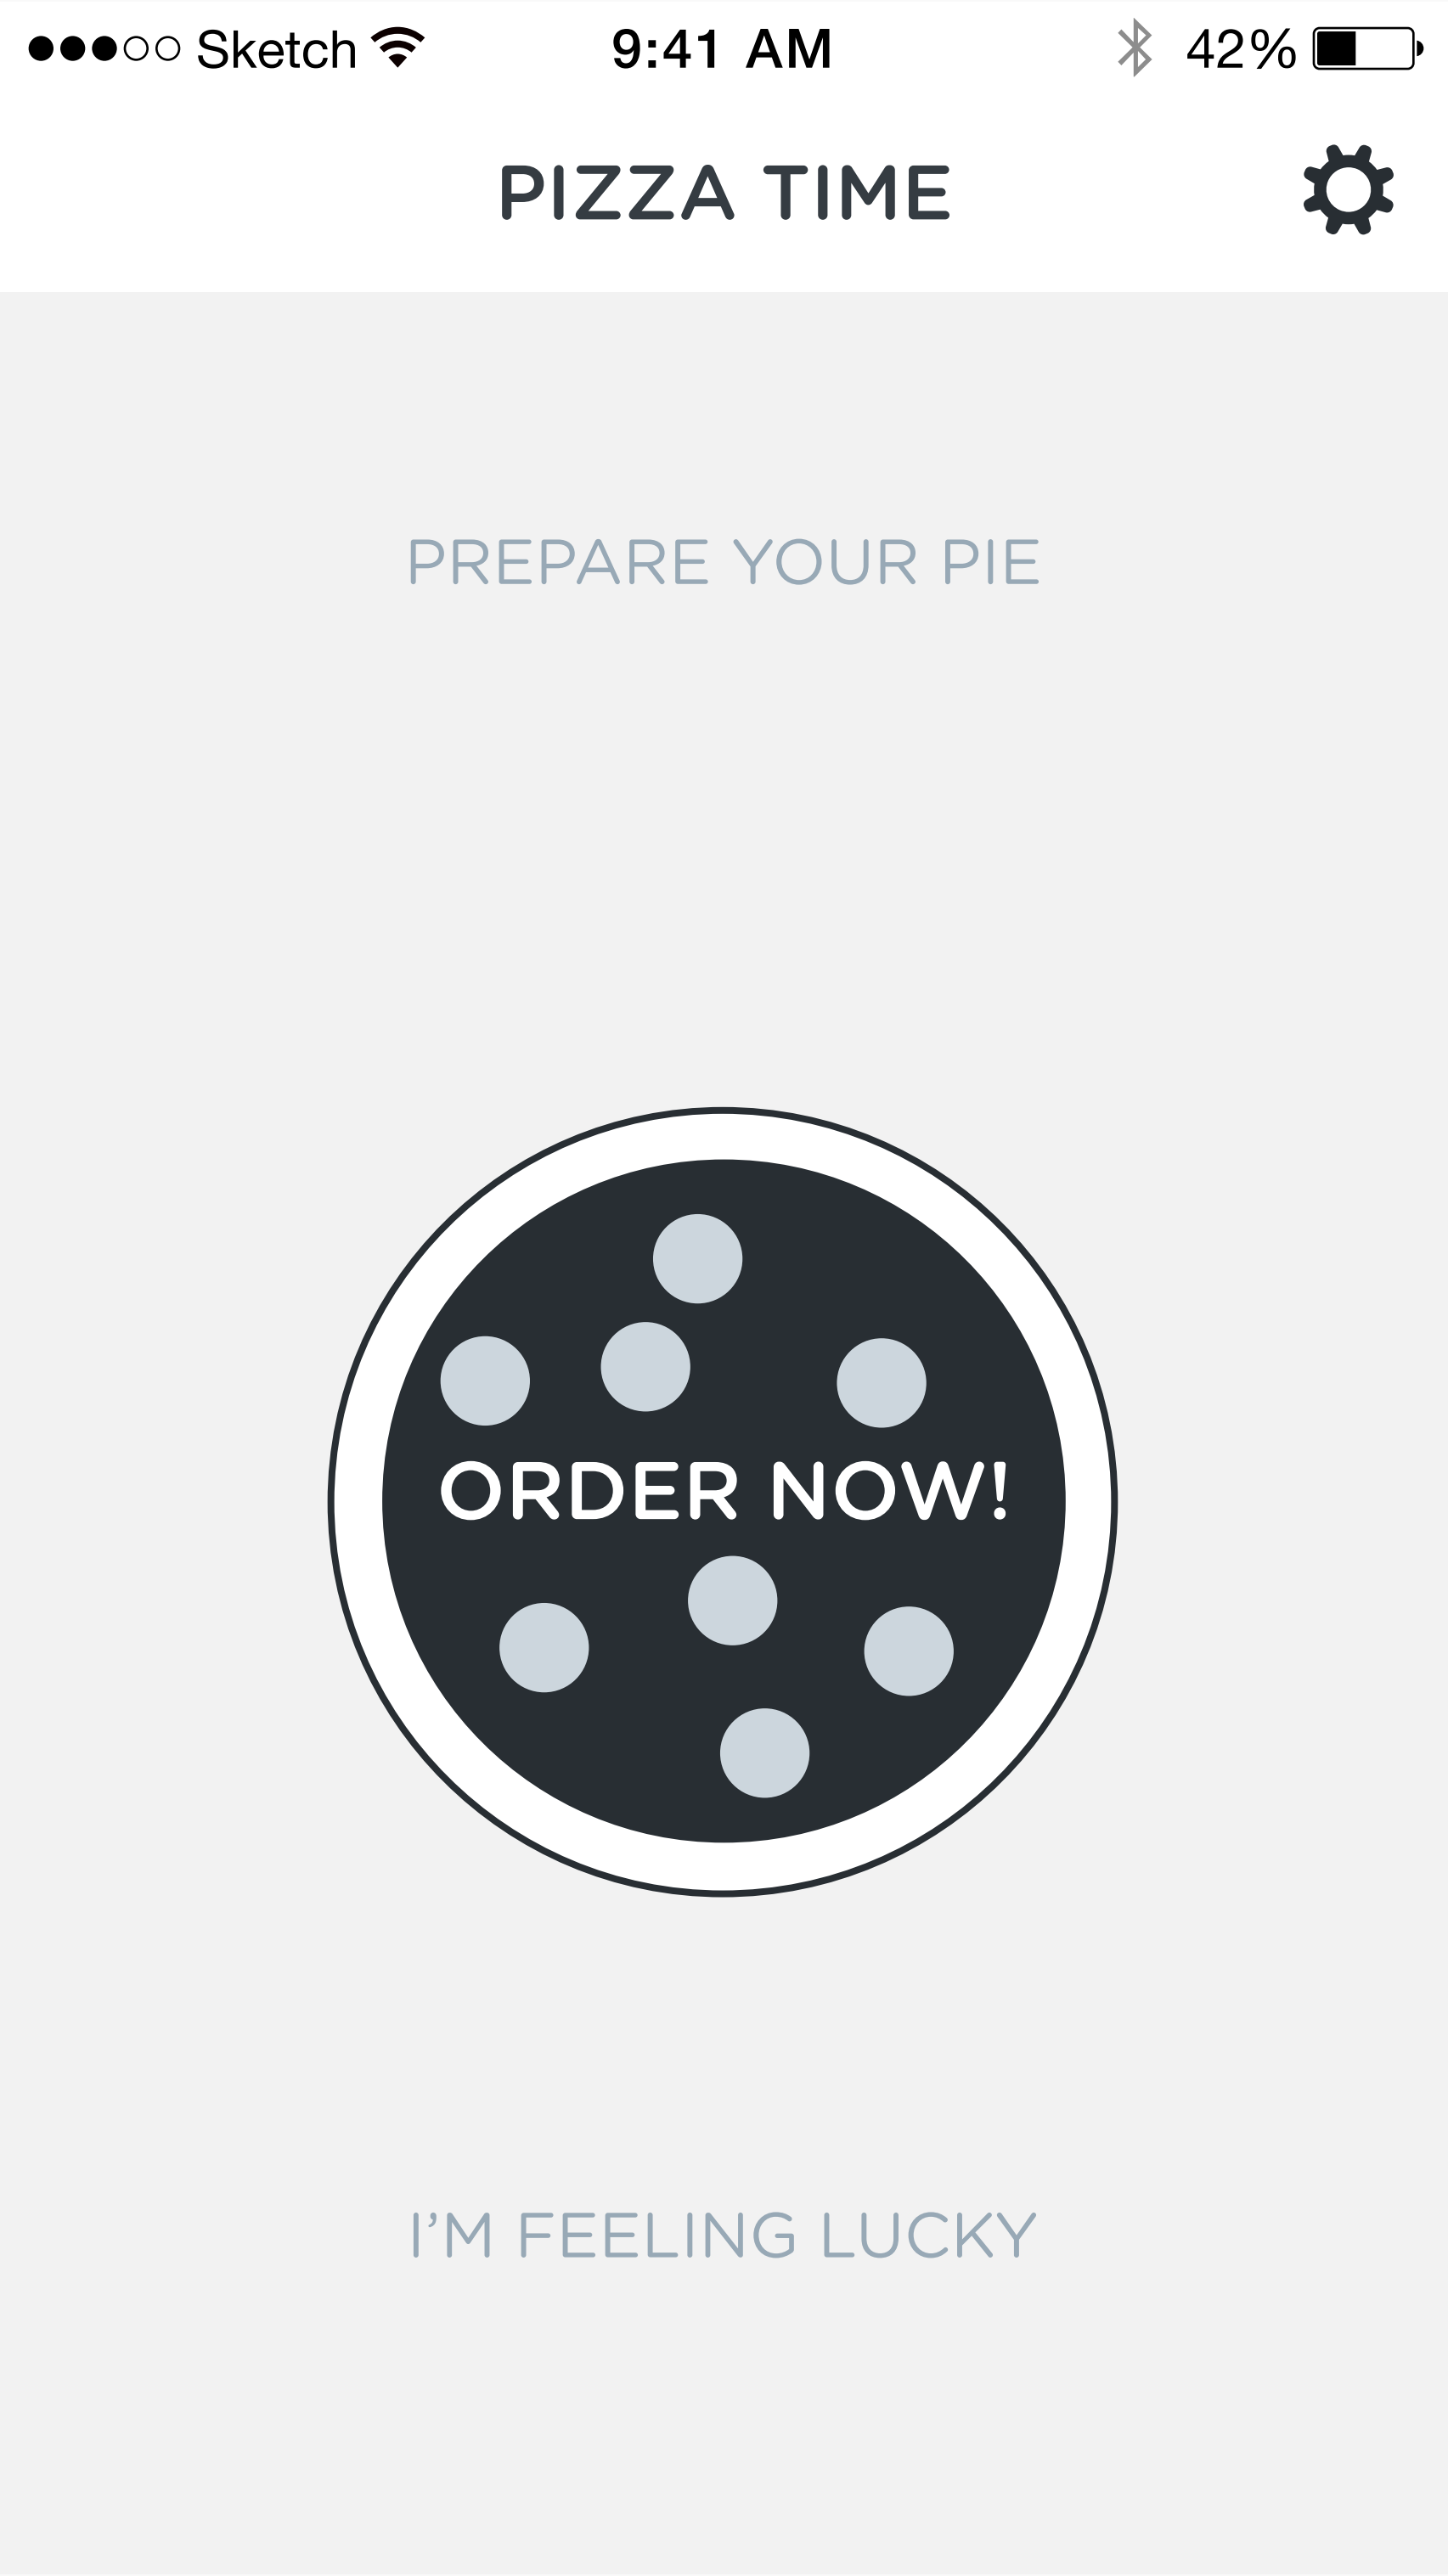 Sketch 9:41 AM 42%
PIZZA TIME
PREPARE YOUR PIE
ORDER NOW!
I’M FEELING LUCKY